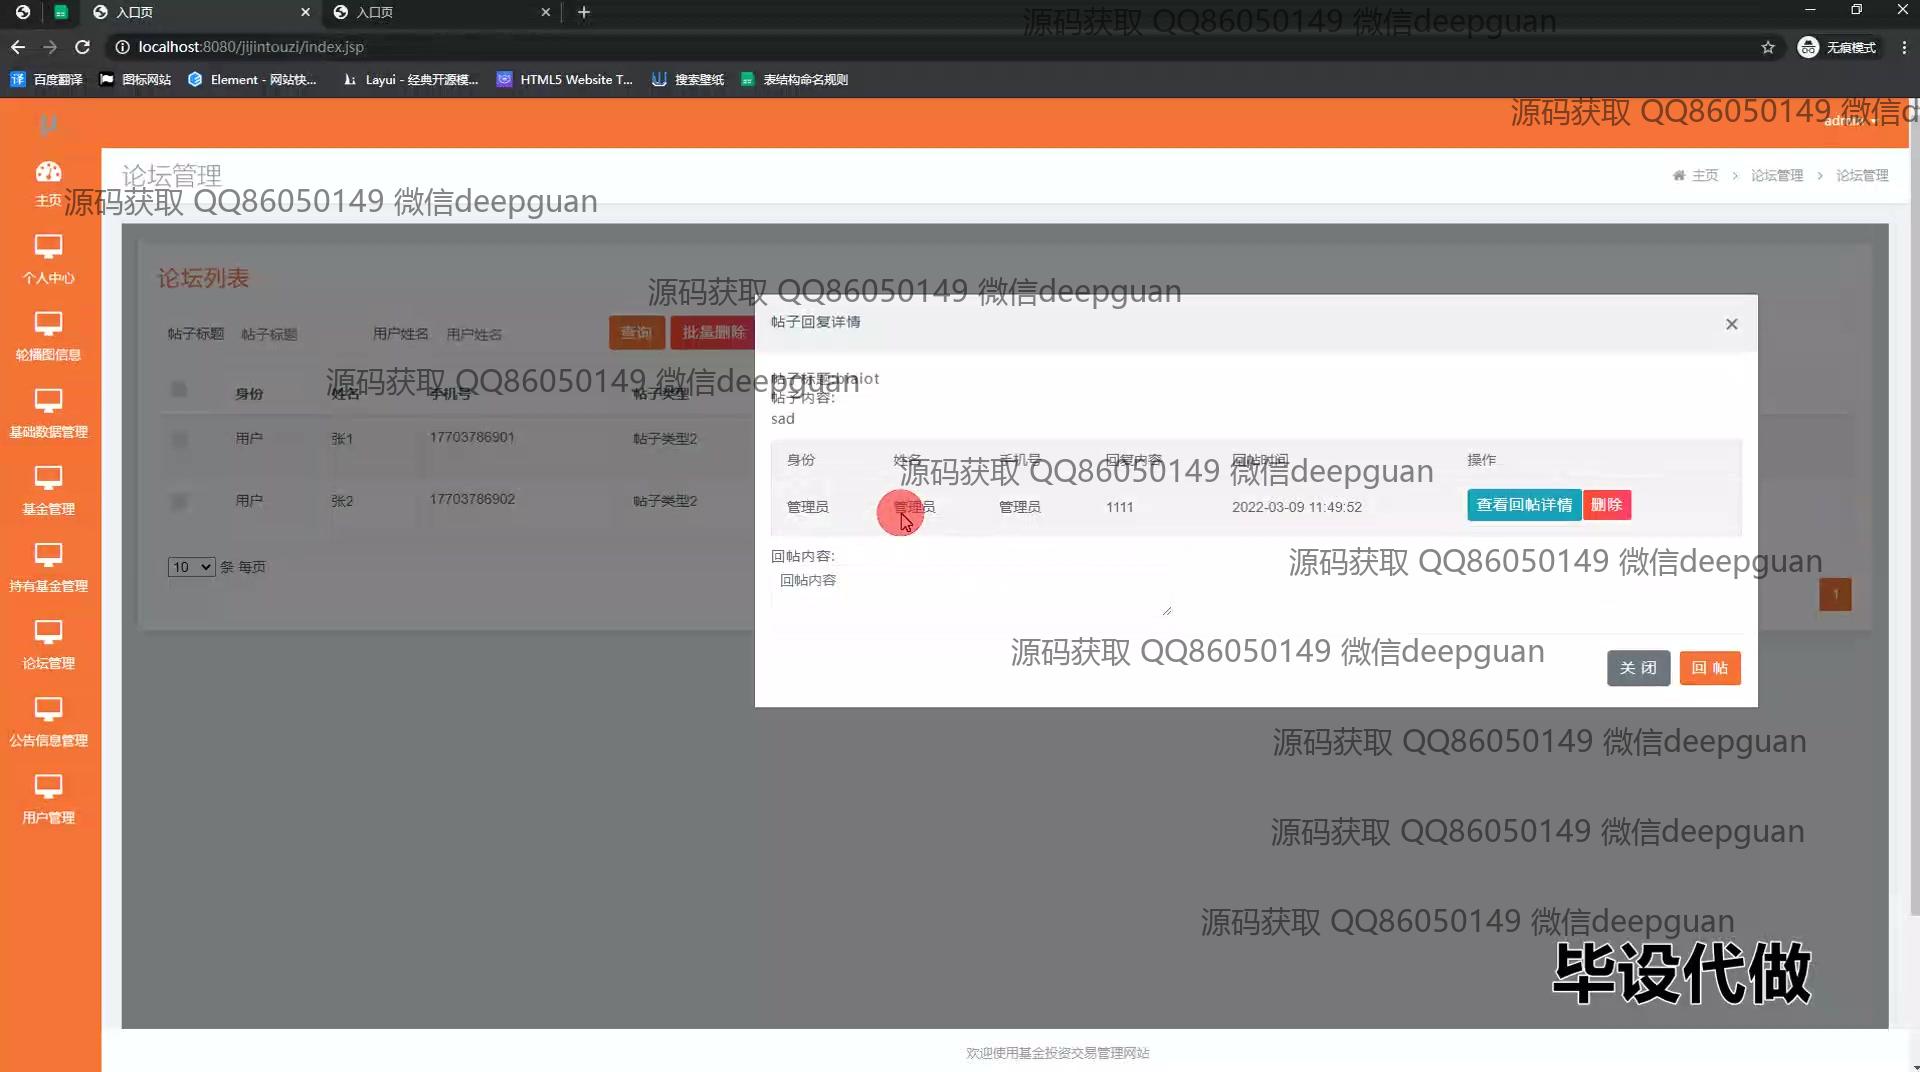 入口页
入口页
localhost:8080/jijintouzi/index.jsp
无痕模式
百度翻译
图标网站
Element - 网站快...
Layui - 经典开源模...
HTML5 Website T...
搜索壁纸
表结构命名规则
源码获取 QQ86050149 微信deepguan
源码获取 QQ86050149 微信d
论坛管理
主页 > 论坛管理 > 论坛管理
源码获取 QQ86050149 微信deepguan
主页
个人中心
轮播图信息
基础数据管理
基金管理
持有基金管理
论坛管理
公告信息管理
用户管理
论坛列表
源码获取 QQ86050149 微信deepguan
帖子标题 帖子标题 用户姓名 用户姓名 查询 批量删除
源码获取 QQ86050149 微信deepguan
身份 姓名 手机号 帖子类型
用户 张1 17703786901 帖子类型2
用户 张2 17703786902 帖子类型2
10 条 每页
1
帖子回复详情
×
帖子内容:
sad
身份 姓名 手机号 回复内容 回帖时间 操作
源码获取 QQ86050149 微信deepguan
管理员 管理员 管理员 1111 2022-03-09 11:49:52 查看回帖详情 删除
回帖内容:
回帖内容
源码获取 QQ86050149 微信deepguan
源码获取 QQ86050149 微信deepguan
关 闭 回 帖
源码获取 QQ86050149 微信deepguan
源码获取 QQ86050149 微信deepguan
源码获取 QQ86050149 微信deepguan
毕设代做
欢迎使用基金投资交易管理网站